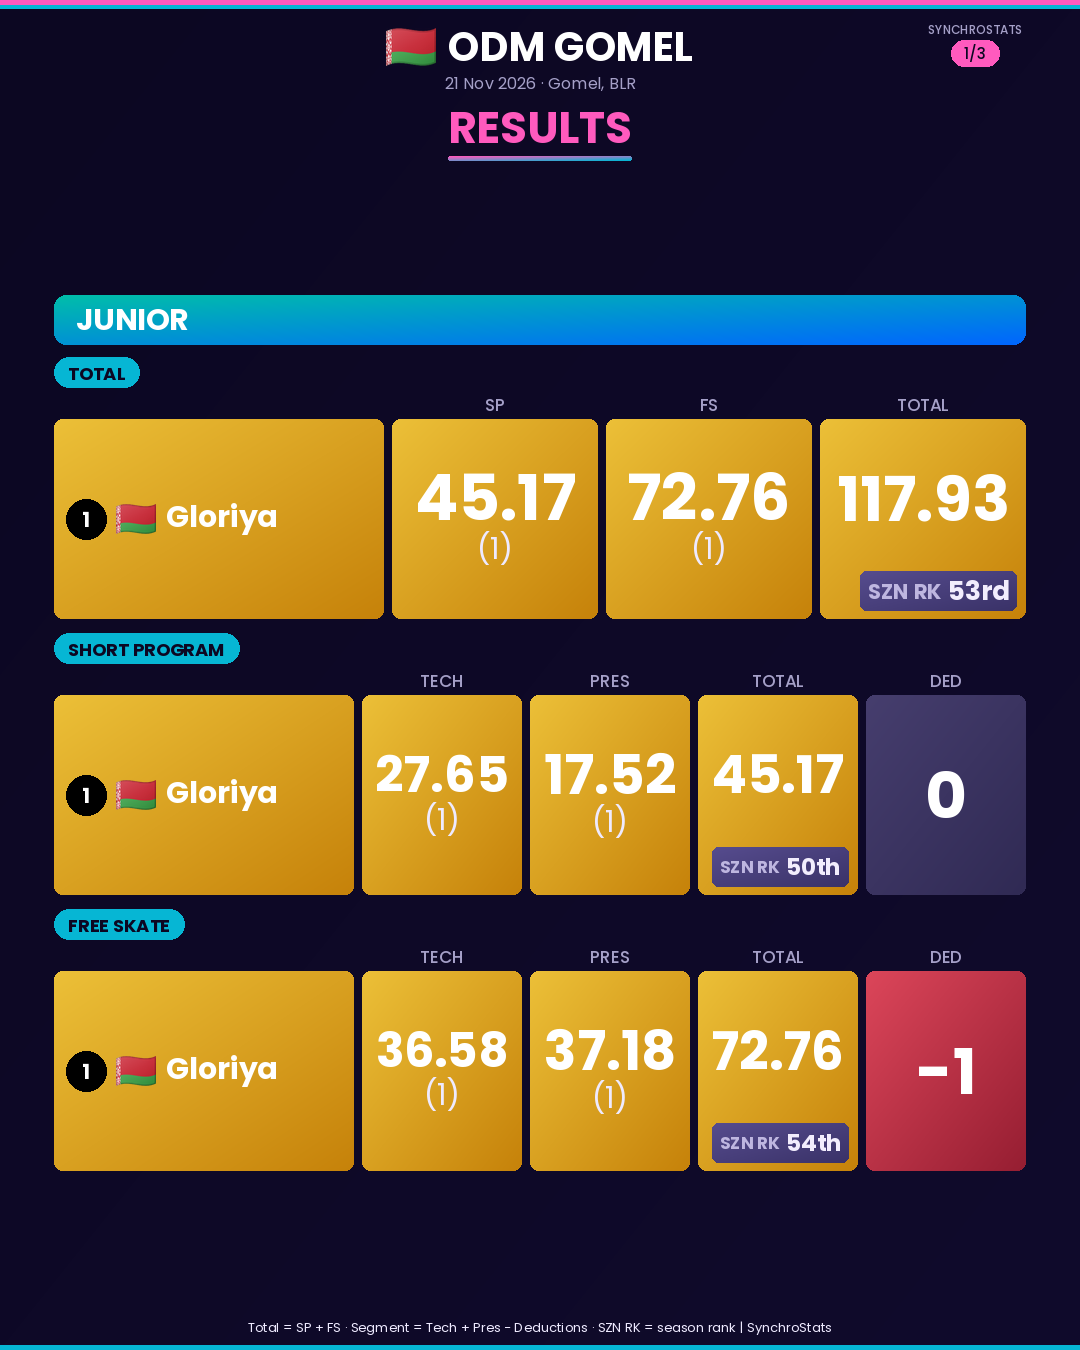 ODM GOMEL
SYNCHROSTATS
1/3
21 Nov 2026 · Gomel, BLR
RESULTS
JUNIOR
TOTAL
SP FS TOTAL
1 Gloriya 45.17 72.76 117.93
(1) (1)
SZN RK 53rd
SHORT PROGRAM
TECH PRES TOTAL DED
1 Gloriya 27.65 17.52 45.17 0
(1) (1)
SZN RK 50th
FREE SKATE
TECH PRES TOTAL DED
1 Gloriya 36.58 37.18 72.76 -1
(1) (1)
SZN RK 54th
Total = SP + FS · Segment = Tech + Pres - Deductions · SZN RK = season rank | SynchroStats